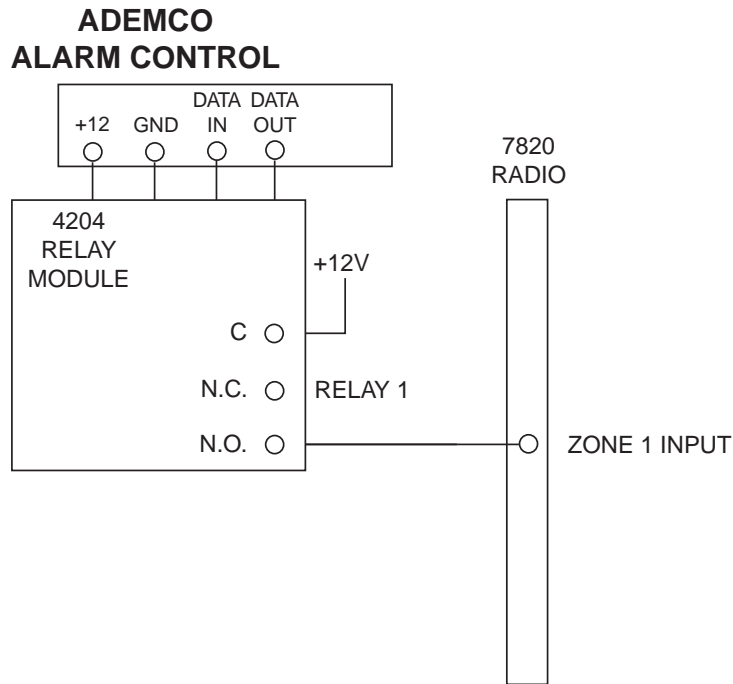 ADEMCO
ALARM CONTROL
DATA DATA
+12 GND IN OUT
7820
RADIO
4204
RELAY
MODULE
+12V
C
N.C. RELAY 1
N.O.
ZONE 1 INPUT